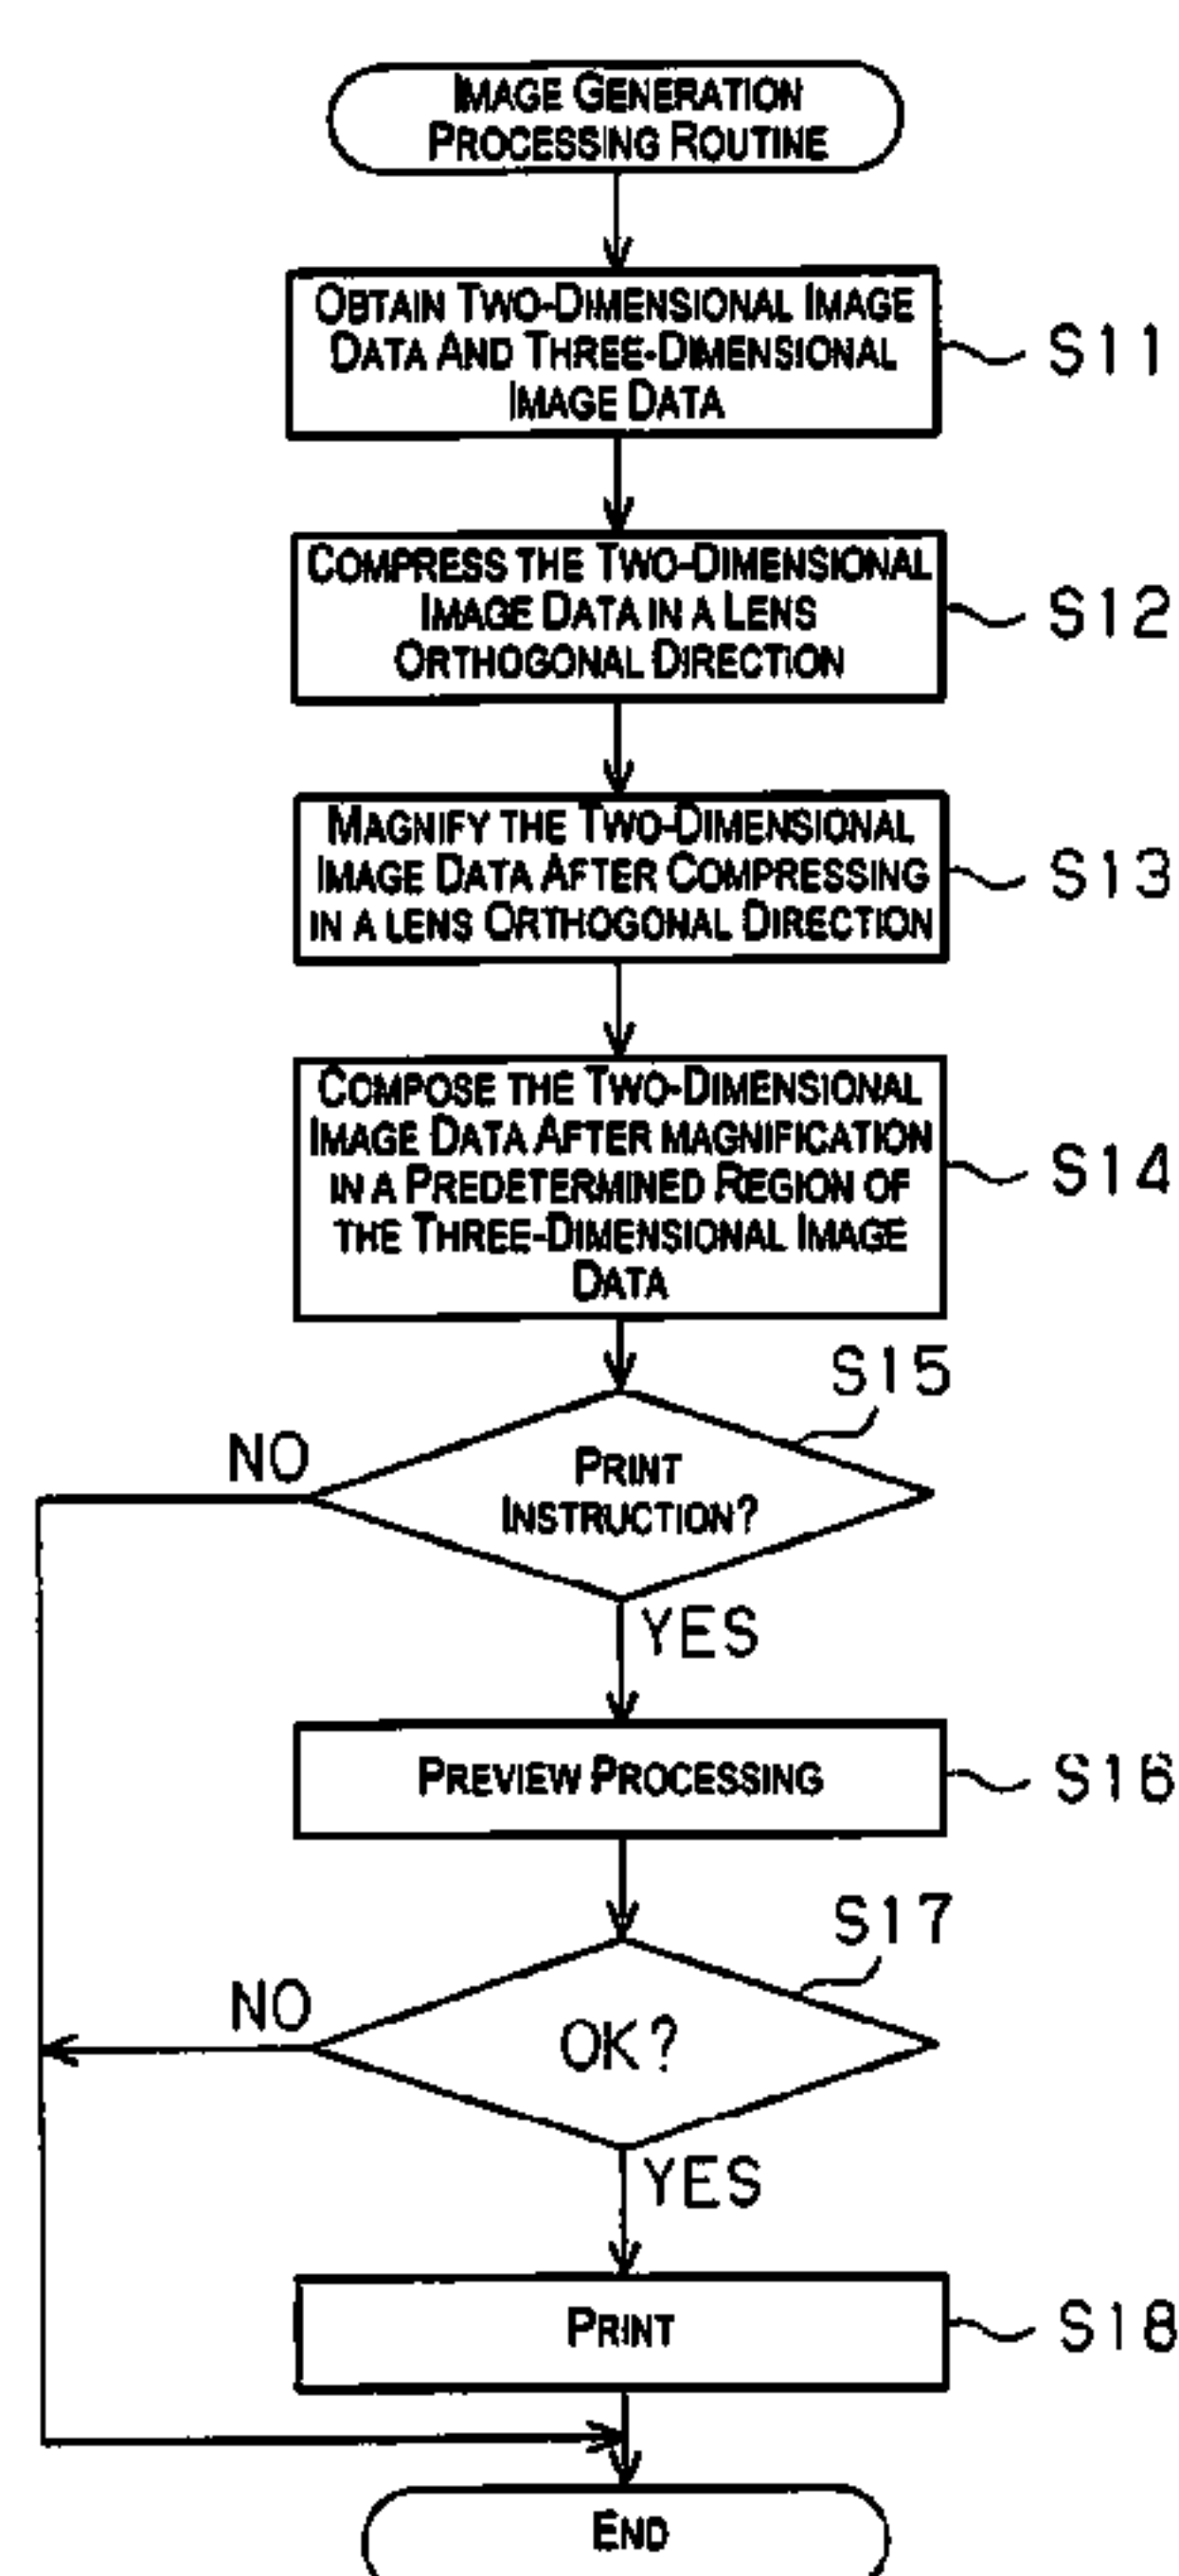 IMAGE GENERATION
PROCESSING ROUTINE
OBTAIN TWO-DIMENSIONAL IMAGE
DATA AND THREE-DIMENSIONAL
IMAGE DATA
S11
COMPRESS THE TWO-DIMENSIONAL
IMAGE DATA IN A LENS
ORTHOGONAL DIRECTION
S12
MAGNIFY THE TWO-DIMENSIONAL
IMAGE DATA AFTER COMPRESSING
IN A LENS ORTHOGONAL DIRECTION
S13
COMPOSE THE TWO-DIMENSIONAL
IMAGE DATA AFTER MAGNIFICATION
IN A PREDETERMINED REGION OF
THE THREE-DIMENSIONAL IMAGE
DATA
S14
S15
NO
PRINT
INSTRUCTION?
YES
PREVIEW PROCESSING
S16
S17
NO
OK?
YES
PRINT
S18
END